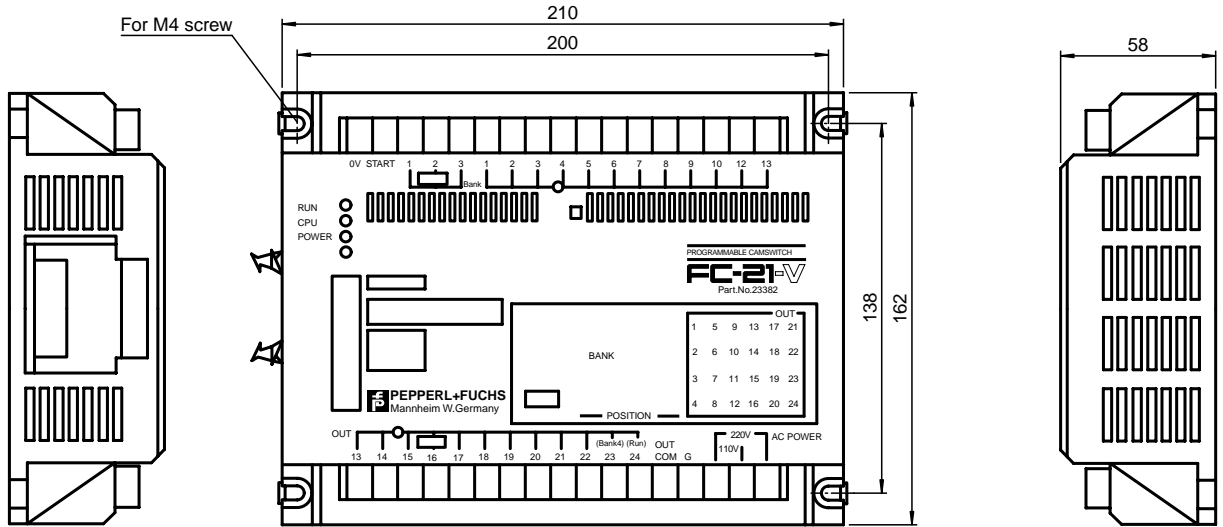 210
For M4 screw
200
58
0V START 1 2 3 1 2 3 4 5 6 7 8 9 10 12 13
Bank
RUN
CPU
POWER
PROGRAMMABLE CAMSWITCH
FC-21-V
Part.No.23382
138
162
OUT
1 5 9 13 17 21
BANK
2 6 10 14 18 22
3 7 11 15 19 23
4 8 12 16 20 24
PEPPERL+FUCHS
Mannheim W.Germany
POSITION
OUT
220V AC POWER
(Bank4) (Run) OUT
110V
13 14 15 16 17 18 19 20 21 22 23 24 COM G